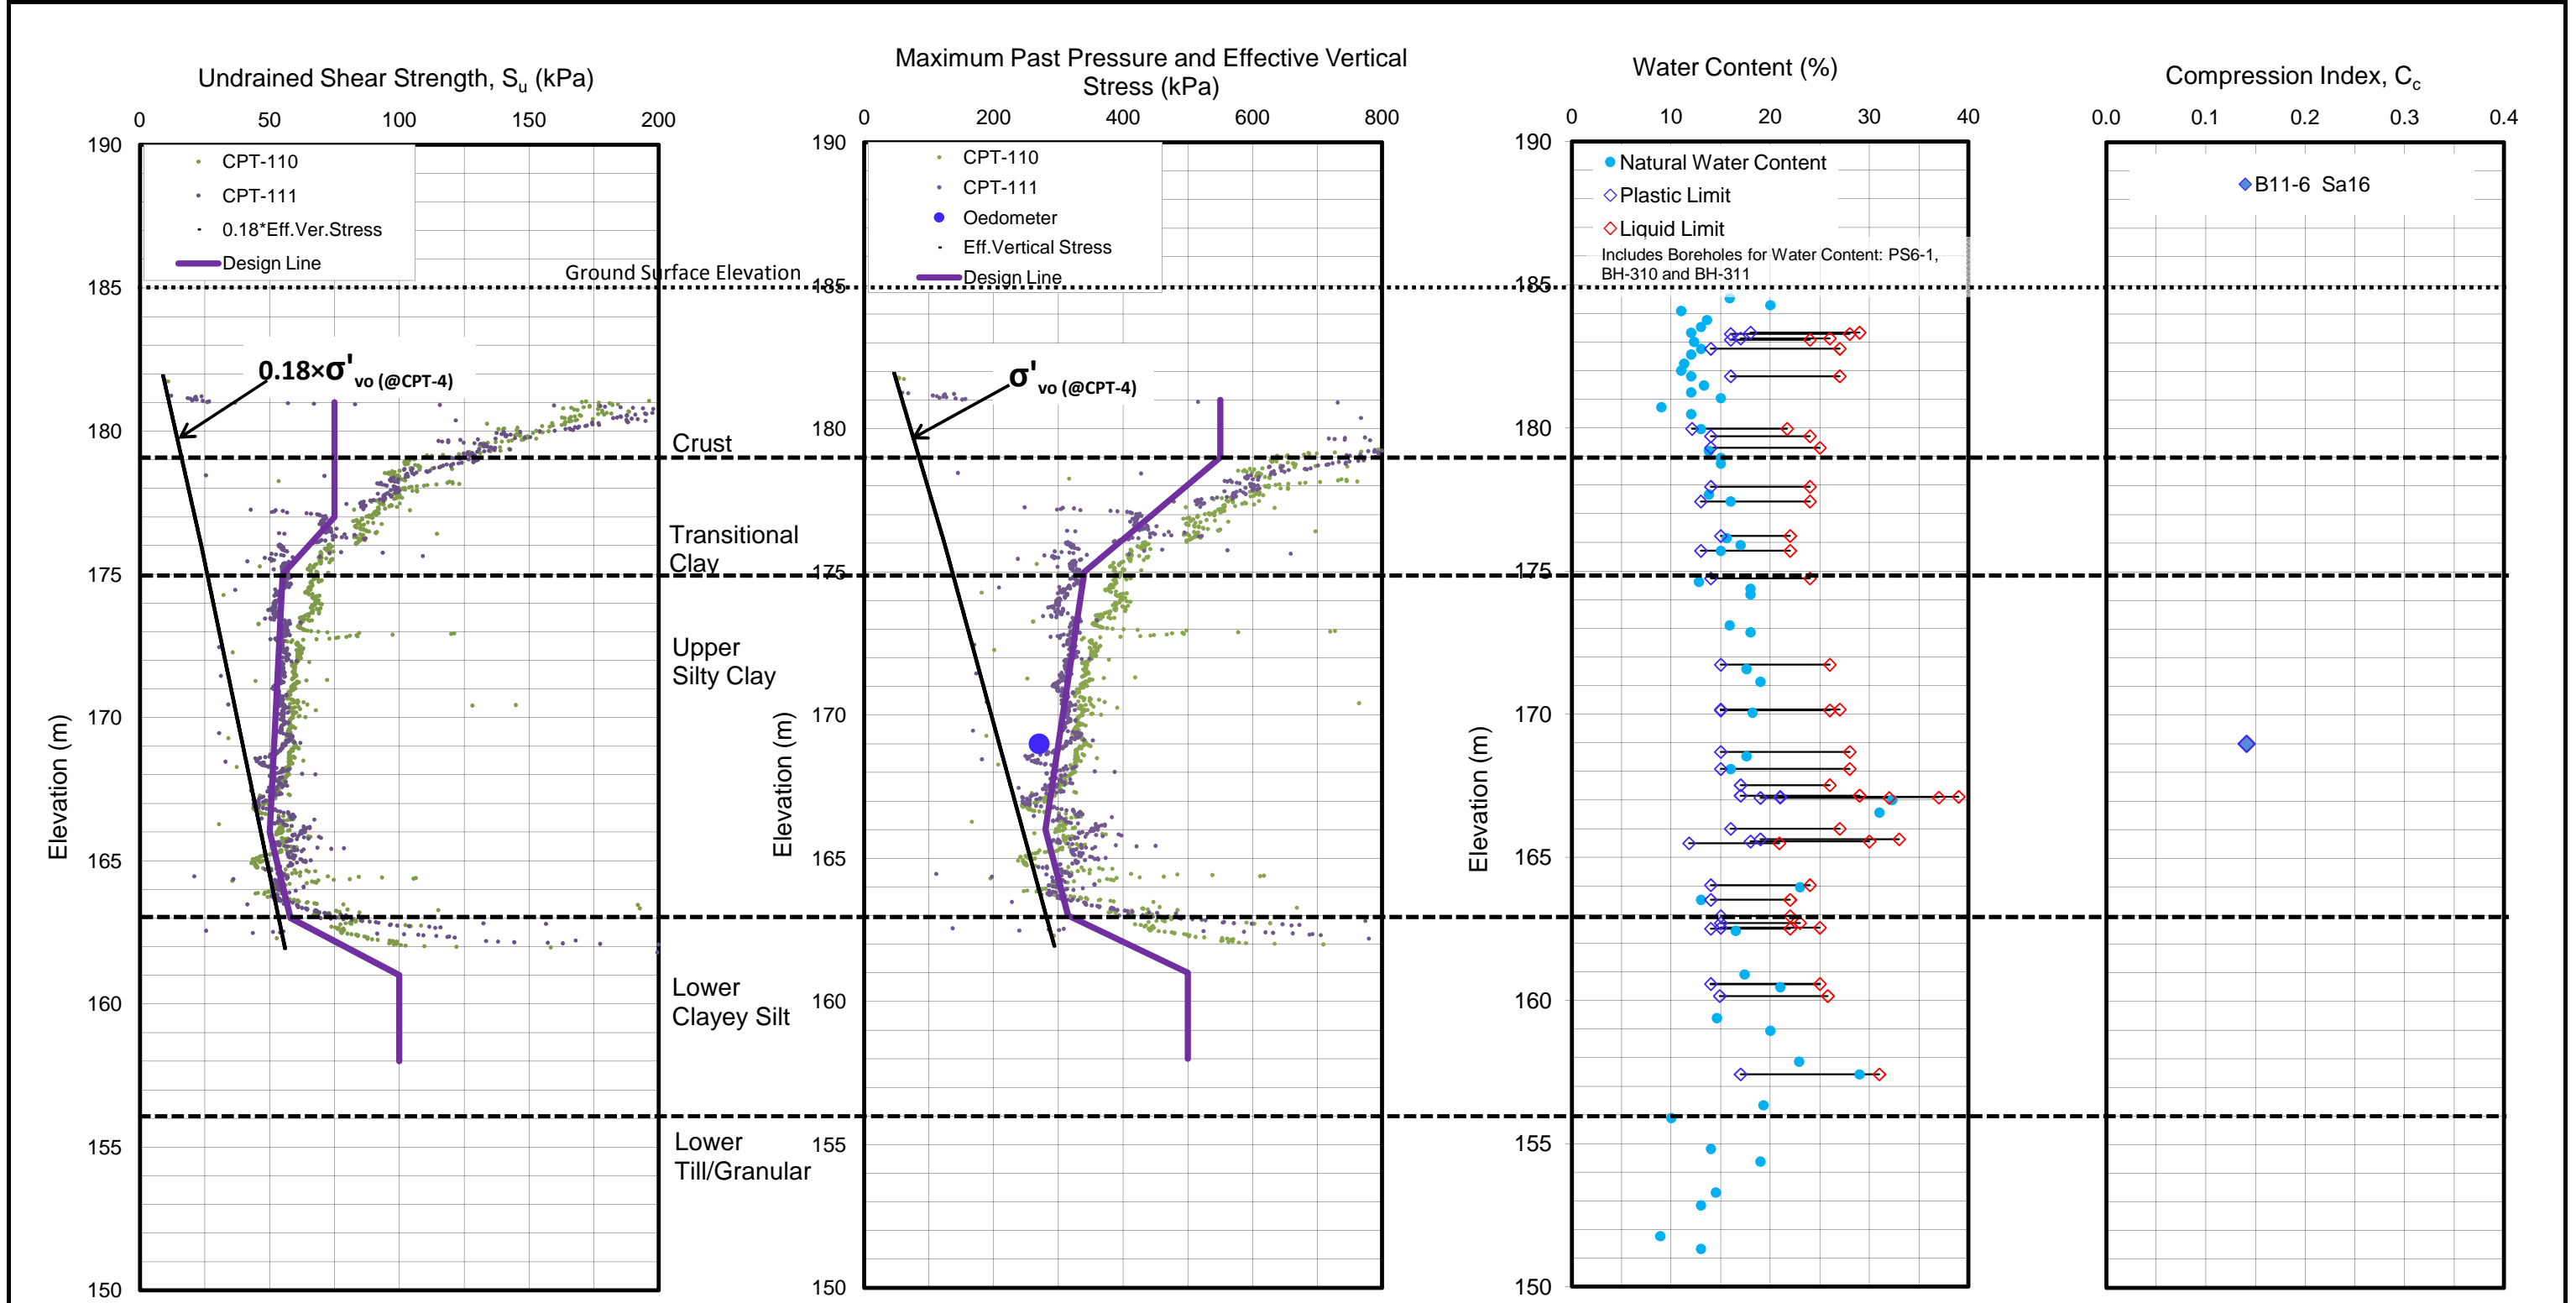 Undrained Shear Strength, Su (kPa)
0 50 100 150 200
190
185
180
175
170
165
160
155
150
Elevation (m)
CPT-110
CPT-111
0.18*Eff.Ver.Stress
Design Line
0.18×σ'vo (@CPT-4)
Ground Surface Elevation
Crust
Transitional
Clay
Upper
Silty Clay
Lower
Clayey Silt
Lower
Till/Granular
Maximum Past Pressure and Effective Vertical
Stress (kPa)
0 200 400 600 800
190
185
180
175
170
165
160
155
150
Elevation (m)
CPT-110
CPT-111
Oedometer
Eff.Vertical Stress
Design Line
σ'vo (@CPT-4)
Water Content (%)
0 10 20 30 40
190
185
180
175
170
165
160
155
150
Elevation (m)
Natural Water Content
Plastic Limit
Liquid Limit
Includes Boreholes for Water Content: PS6-1,
BH-310 and BH-311
Compression Index, Cc
0.0 0.1 0.2 0.3 0.4
B11-6 Sa16